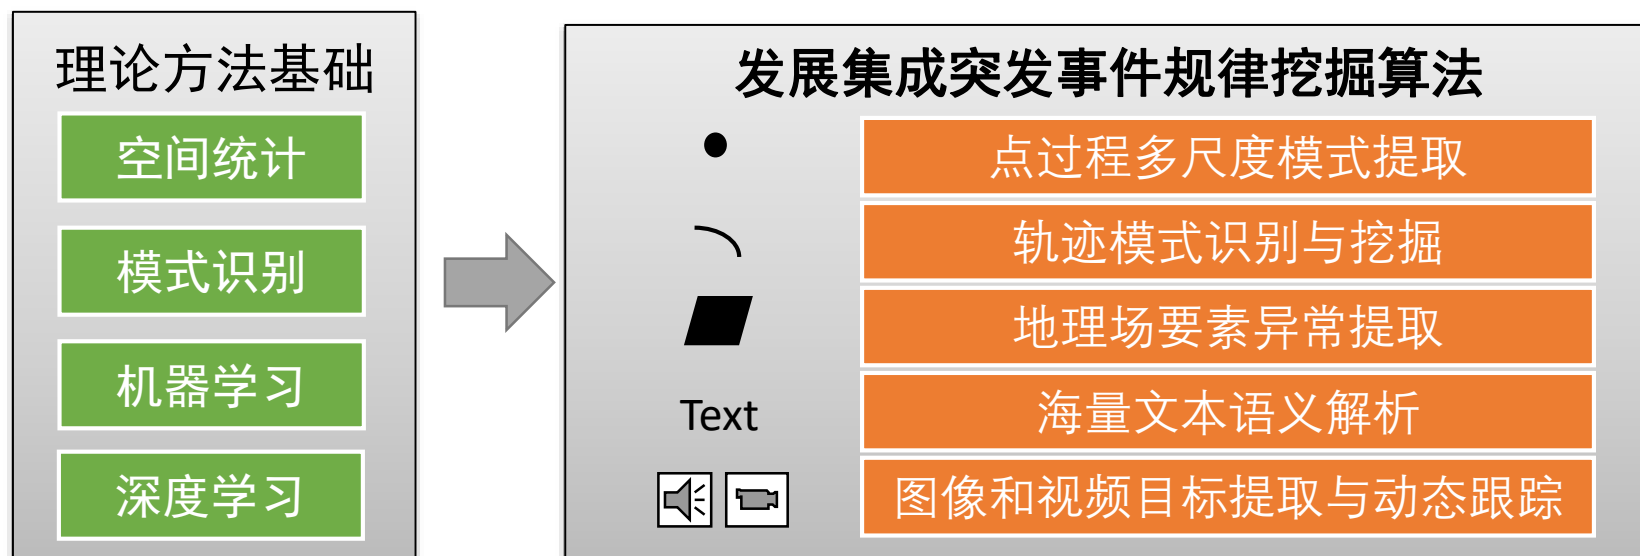 理论方法基础
空间统计
模式识别
机器学习
深度学习
发展集成突发事件规律挖掘算法
点过程多尺度模式提取
轨迹模式识别与挖掘
地理场要素异常提取
Text
海量文本语义解析
图像和视频目标提取与动态跟踪